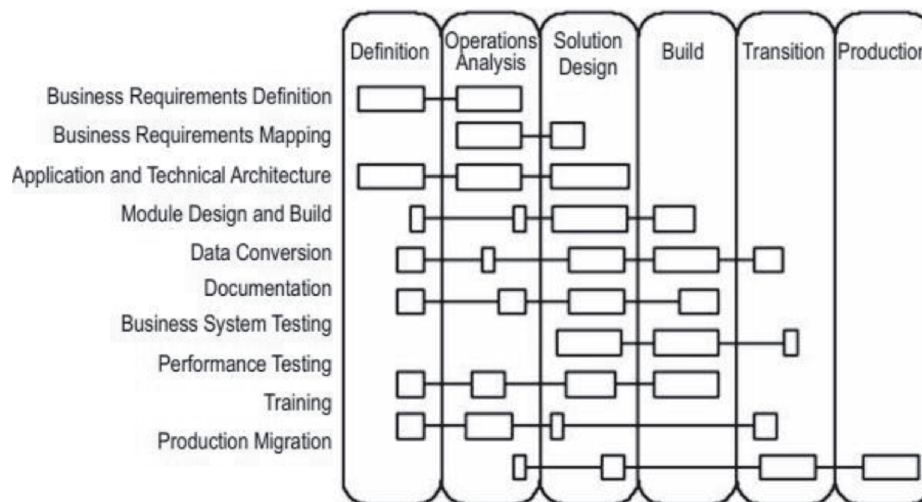 Definition
Operations
Analysis
Solution
Design
Build
Transition
Production
Business Requirements Definition
Business Requirements Mapping
Application and Technical Architecture
Module Design and Build
Data Conversion
Documentation
Business System Testing
Performance Testing
Training
Production Migration